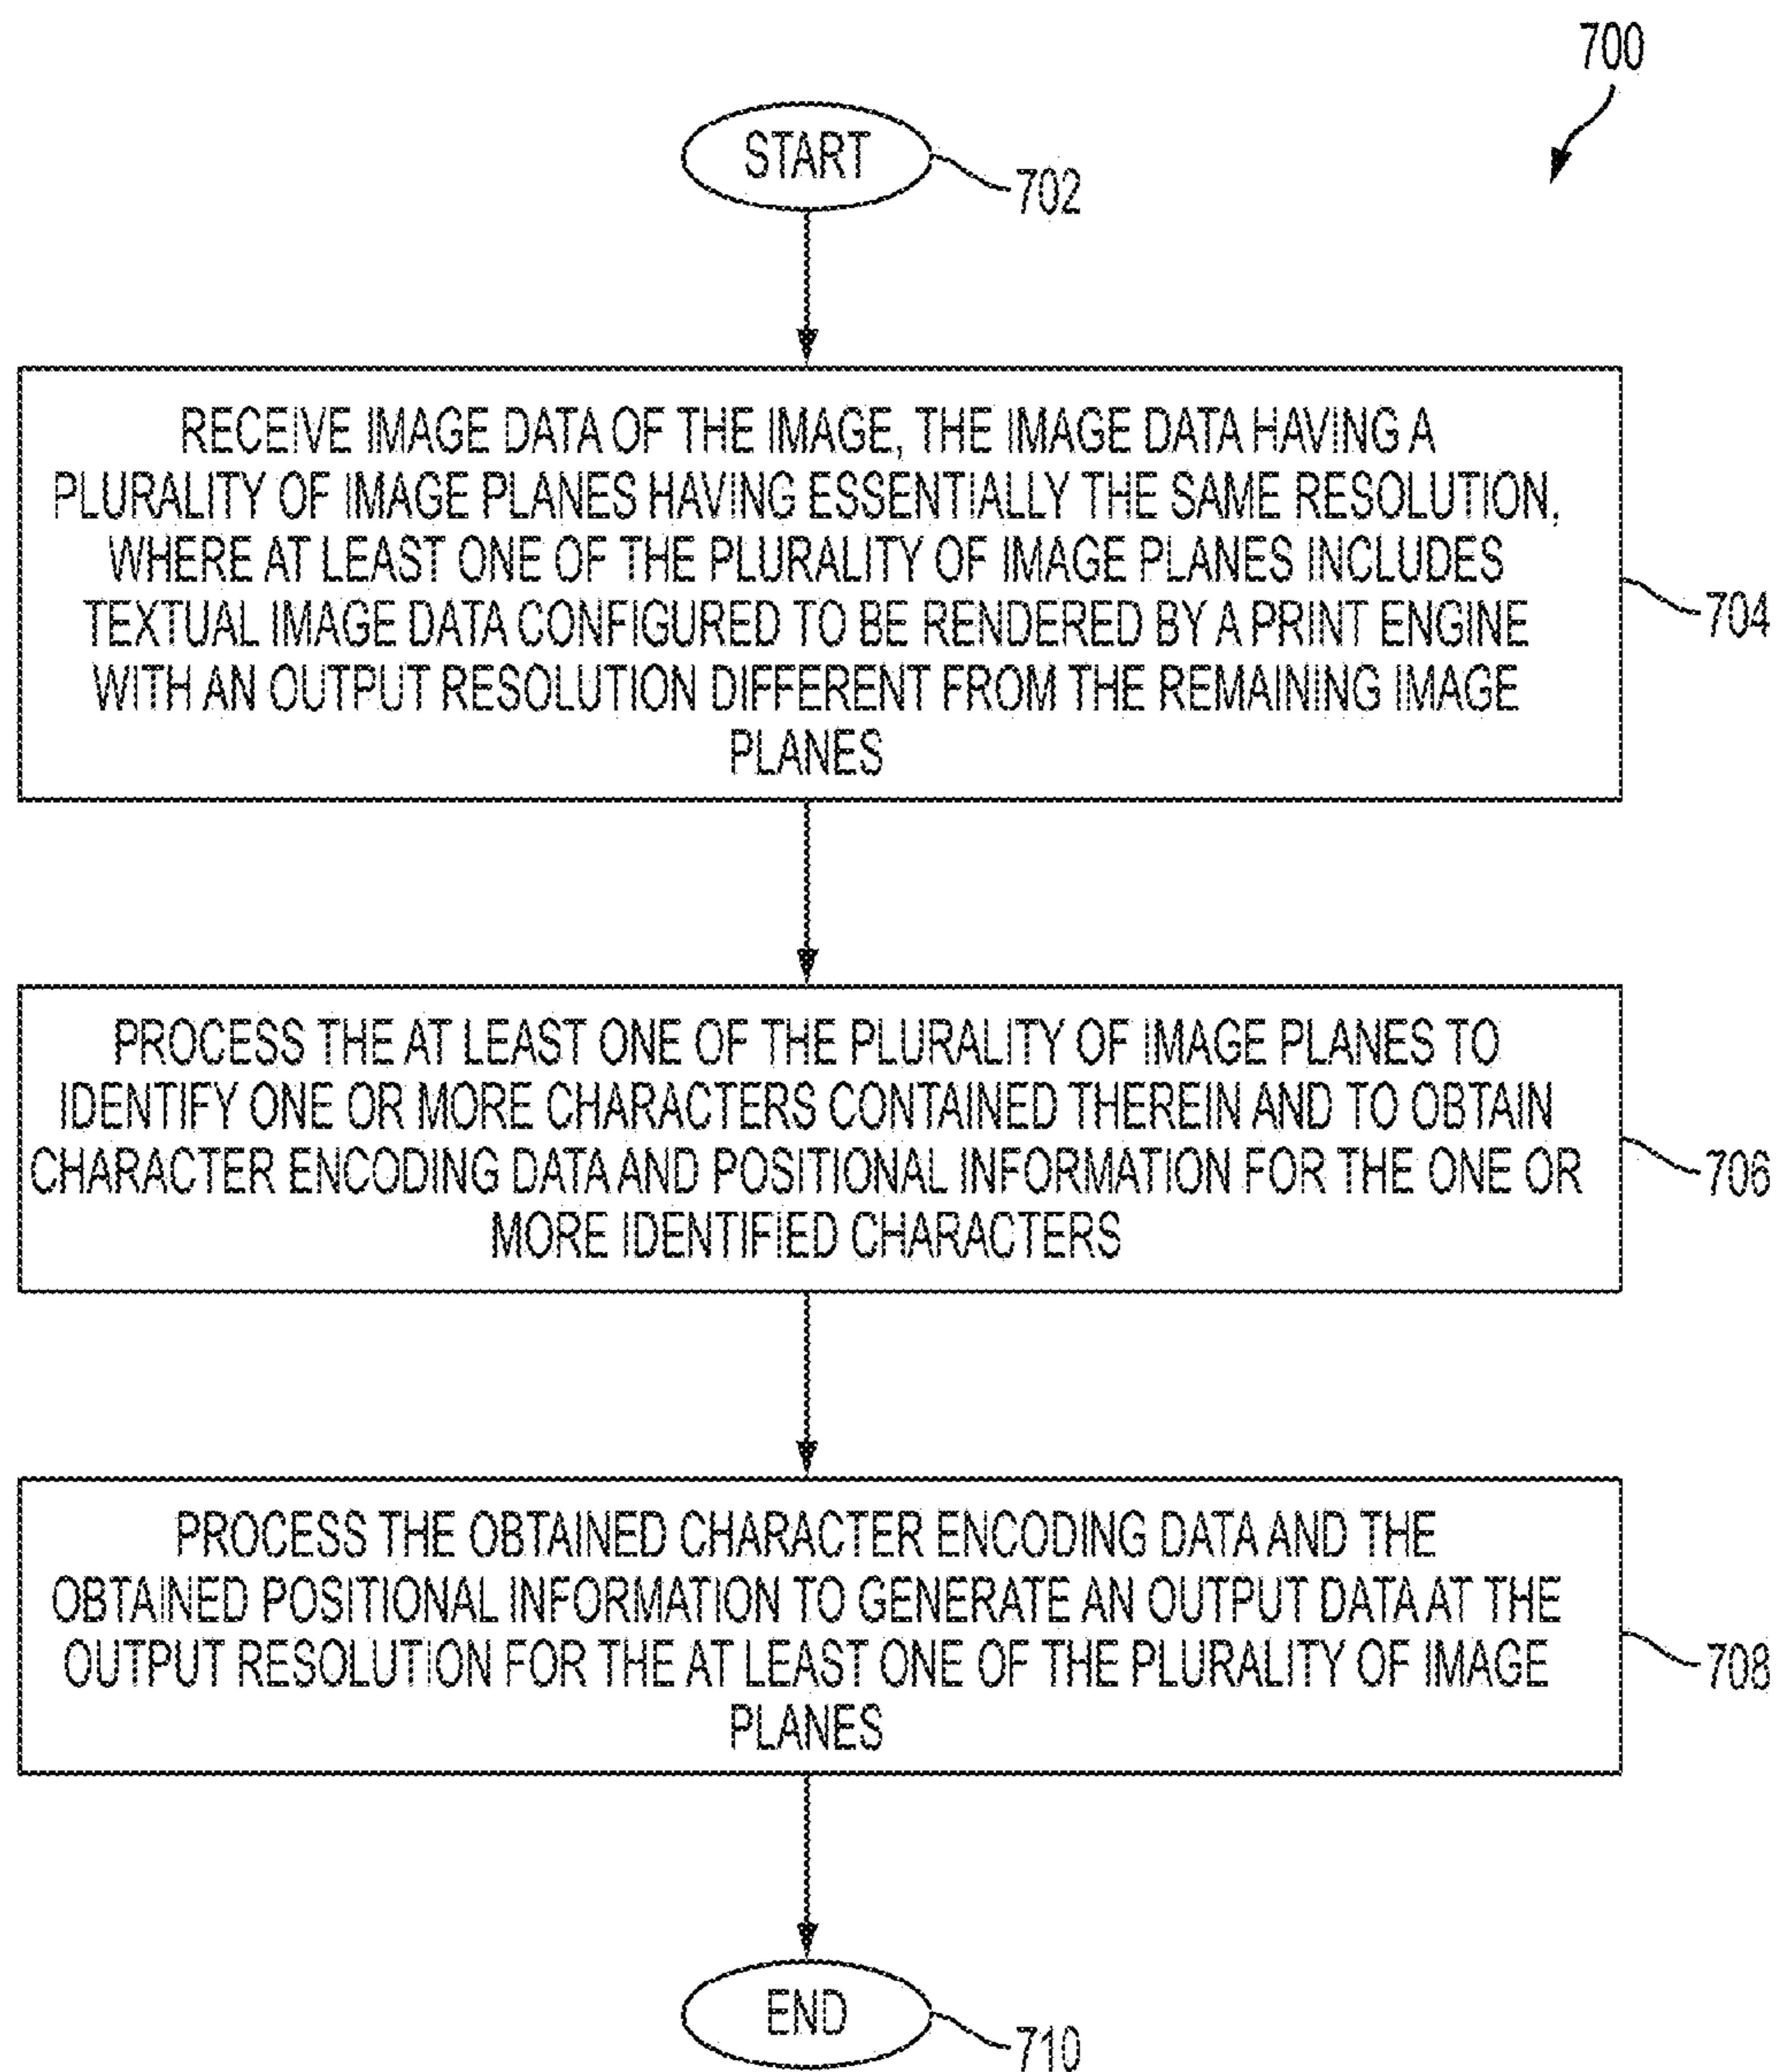 700
START
702
RECEIVE IMAGE DATA OF THE IMAGE, THE IMAGE DATA HAVING A
PLURALITY OF IMAGE PLANES HAVING ESSENTIALLY THE SAME RESOLUTION,
WHERE AT LEAST ONE OF THE PLURALITY OF IMAGE PLANES INCLUDES
TEXTUAL IMAGE DATA CONFIGURED TO BE RENDERED BY A PRINT ENGINE
WITH AN OUTPUT RESOLUTION DIFFERENT FROM THE REMAINING IMAGE
PLANES
704
PROCESS THE AT LEAST ONE OF THE PLURALITY OF IMAGE PLANES TO
IDENTIFY ONE OR MORE CHARACTERS CONTAINED THEREIN AND TO OBTAIN
CHARACTER ENCODING DATA AND POSITIONAL INFORMATION FOR THE ONE OR
MORE IDENTIFIED CHARACTERS
706
PROCESS THE OBTAINED CHARACTER ENCODING DATA AND THE
OBTAINED POSITIONAL INFORMATION TO GENERATE AN OUTPUT DATA AT THE
OUTPUT RESOLUTION FOR THE AT LEAST ONE OF THE PLURALITY OF IMAGE
PLANES
708
END
710